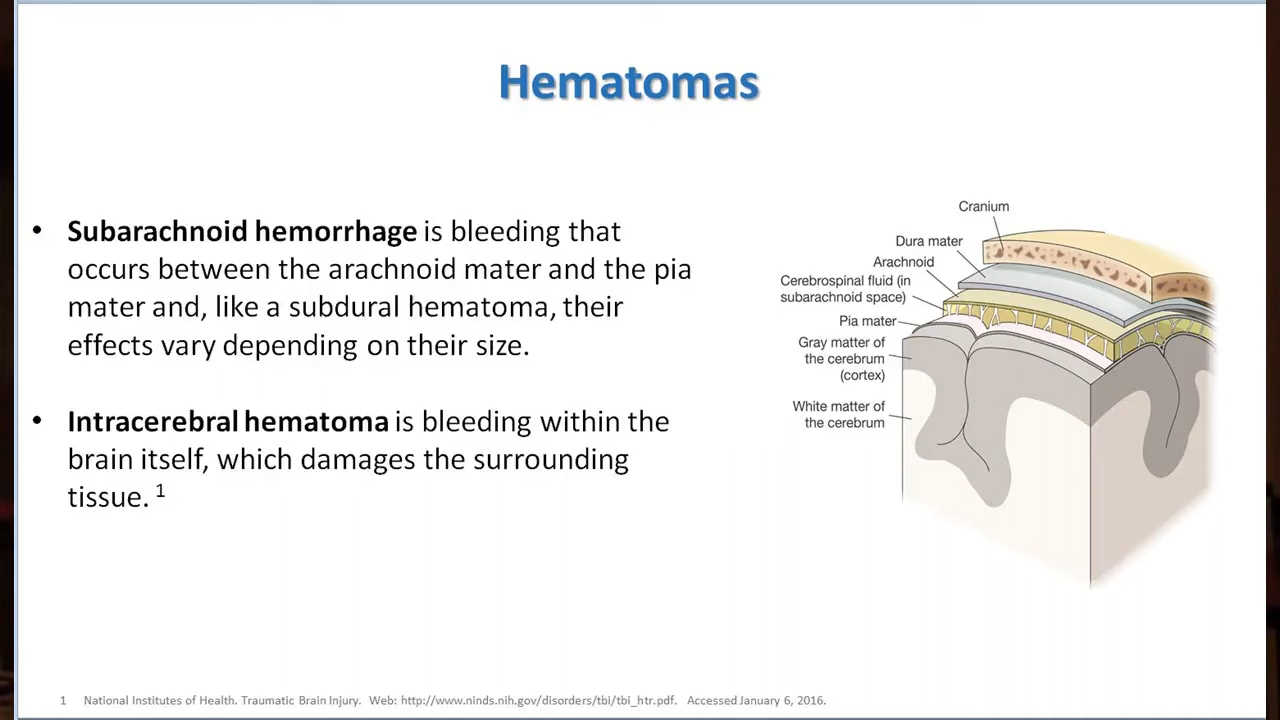 Hematomas
• Subarachnoid hemorrhage is bleeding that
occurs between the arachnoid mater and the pia
mater and, like a subdural hematoma, their
effects vary depending on their size.
• Intracerebral hematoma is bleeding within the
brain itself, which damages the surrounding
tissue. 1
Cranium
Dura mater
Arachnoid
Cerebrospinal fluid (in
subarachnoid space)
Pia mater
Gray matter of
the cerebrum
(cortex)
White matter of
the cerebrum
1 National Institutes of Health. Traumatic Brain Injury. Web: http://www.ninds.nih.gov/disorders/tbi/tbi_htr.pdf. Accessed January 6, 2016.